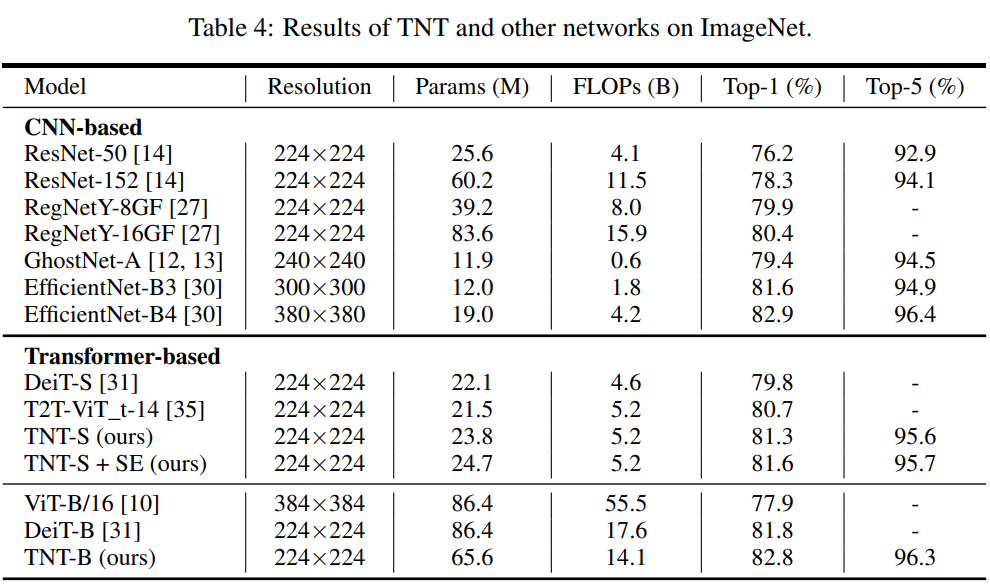 Table 4: Results of TNT and other networks on ImageNet.
Model Resolution Params (M) FLOPs (B) Top-1 (%) Top-5 (%)
CNN-based
ResNet-50 [14] 224×224 25.6 4.1 76.2 92.9
ResNet-152 [14] 224×224 60.2 11.5 78.3 94.1
RegNetY-8GF [27] 224×224 39.2 8.0 79.9 -
RegNetY-16GF [27] 224×224 83.6 15.9 80.4 -
GhostNet-A [12, 13] 240×240 11.9 0.6 79.4 94.5
EfficientNet-B3 [30] 300×300 12.0 1.8 81.6 94.9
EfficientNet-B4 [30] 380×380 19.0 4.2 82.9 96.4
Transformer-based
DeiT-S [31] 224×224 22.1 4.6 79.8 -
T2T-ViT_t-14 [35] 224×224 21.5 5.2 80.7 -
TNT-S (ours) 224×224 23.8 5.2 81.3 95.6
TNT-S + SE (ours) 224×224 24.7 5.2 81.6 95.7
ViT-B/16 [10] 384×384 86.4 55.5 77.9 -
DeiT-B [31] 224×224 86.4 17.6 81.8 -
TNT-B (ours) 224×224 65.6 14.1 82.8 96.3